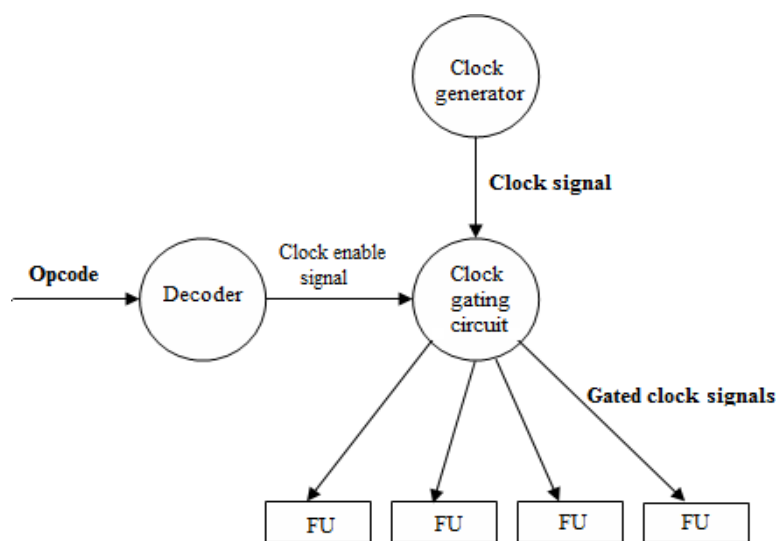 Clock
generator
Clock signal
Opcode
Decoder
Clock enable
signal
Clock
gating
circuit
Gated clock signals
FU
FU
FU
FU